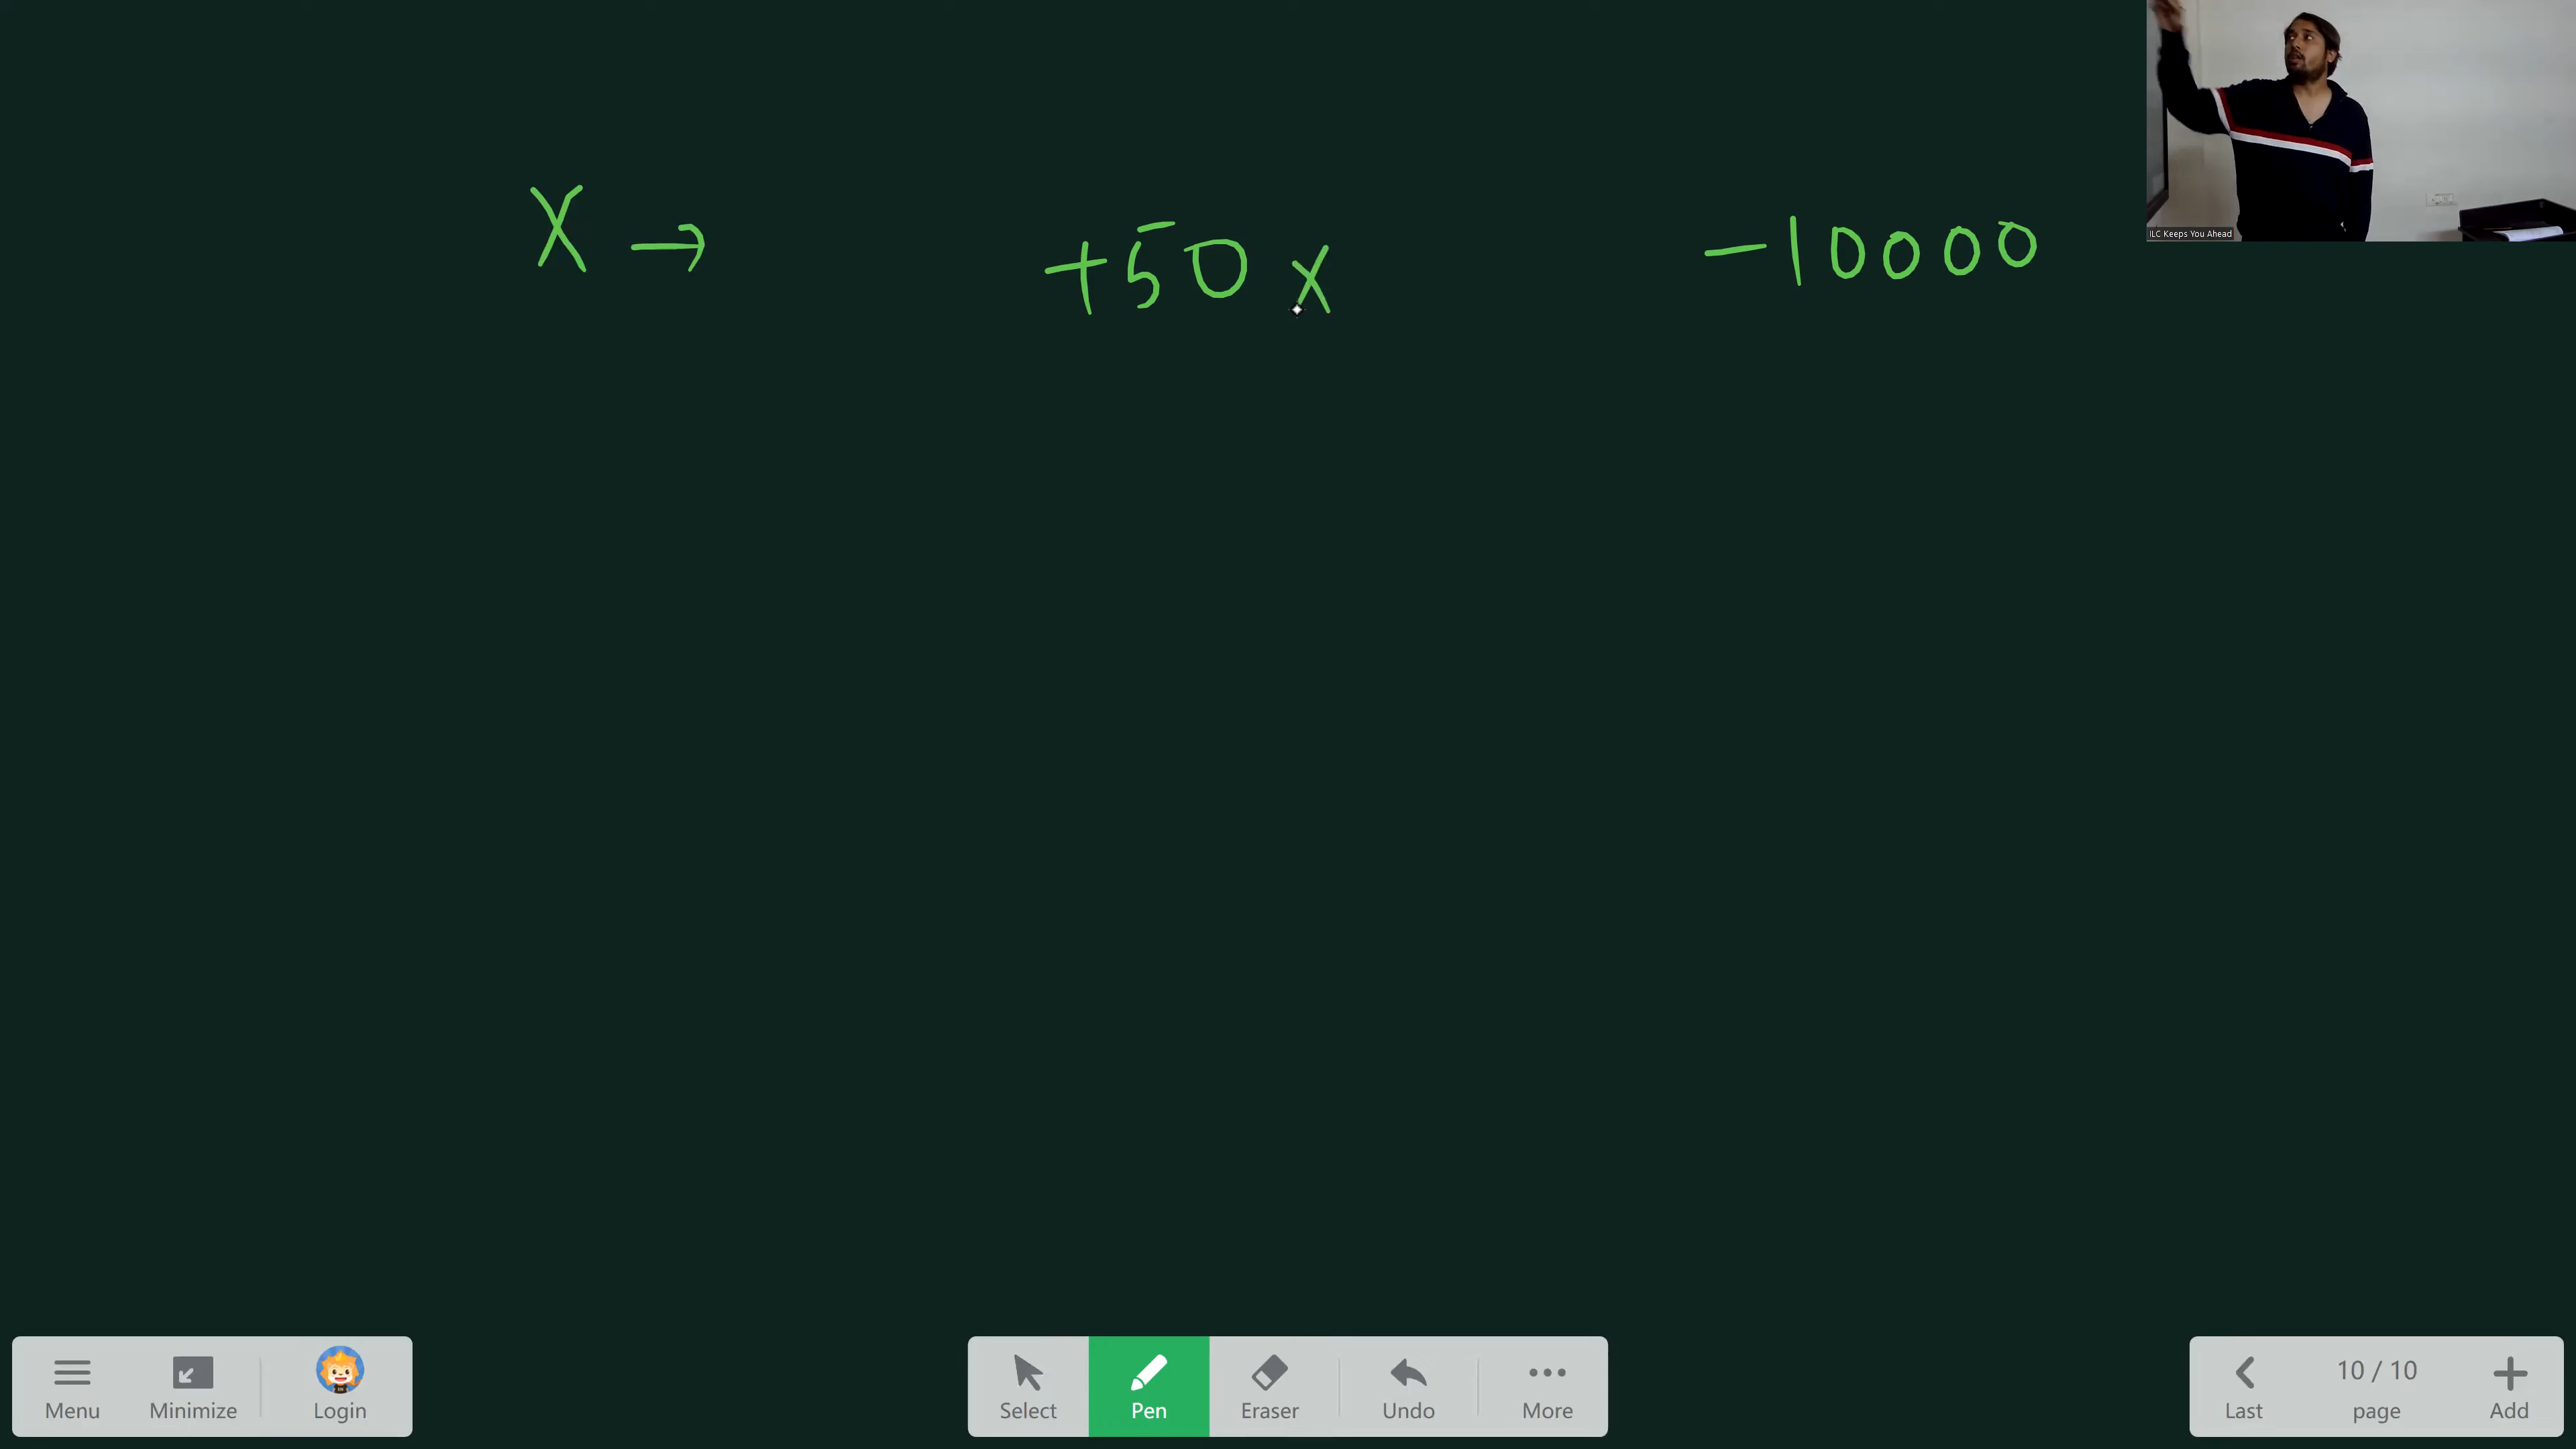 X → +50 x -10000
ILC Keeps You Ahead
Menu Minimize Login Select Pen Eraser Undo More Last 10 / 10 page Add